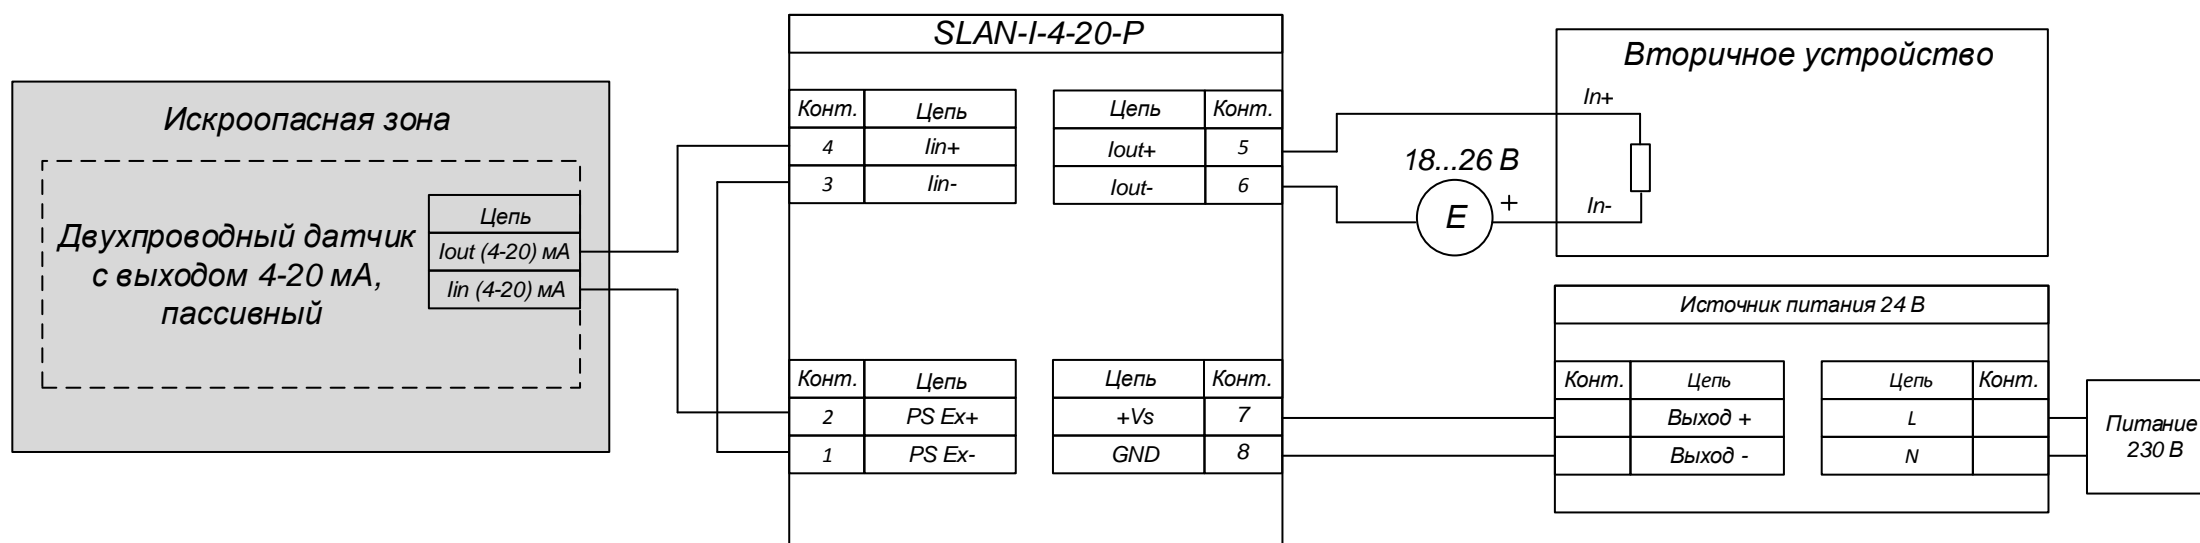 SLAN-I-4-20-P
Искроопасная зона
Двухпроводный датчик
с выходом 4-20 мА,
пассивный
Цепь
Iout (4-20) мА
Iin (4-20) мА
Конт. Цепь
4 Iin+
3 Iin-
Цепь Конт.
Iout+ 5
Iout- 6
Конт. Цепь
2 PS Ex+
1 PS Ex-
Цепь Конт.
+Vs 7
GND 8
18...26 В
E +
Вторичное устройство
In+
In-
Источник питания 24 В
Конт. Цепь
Выход +
Выход -
Цепь Конт.
L
N
Питание
230 В